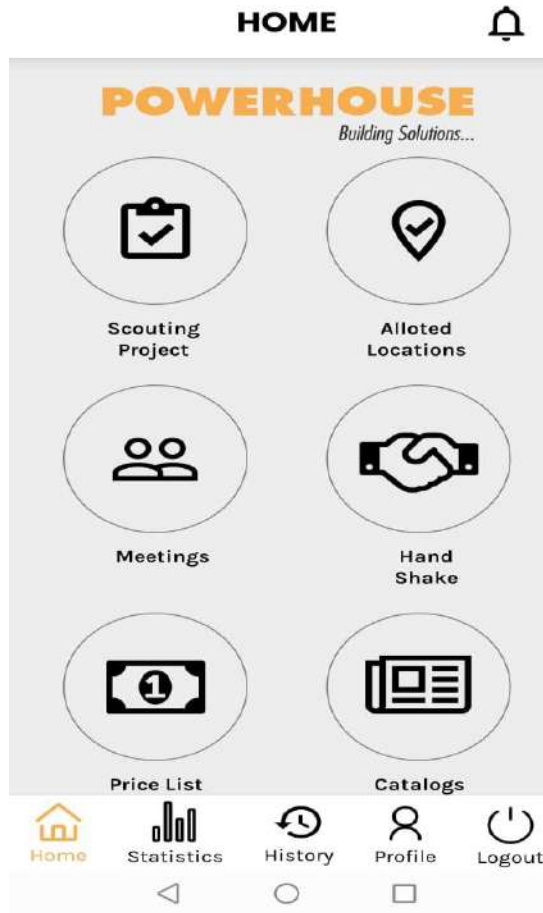 HOME
POWERHOUSE
Building Solutions...
Scouting
Project
Alloted
Locations
Meetings
Hand
Shake
1
Price List
Catalogs
Home
Statistics
History
Profile
Logout